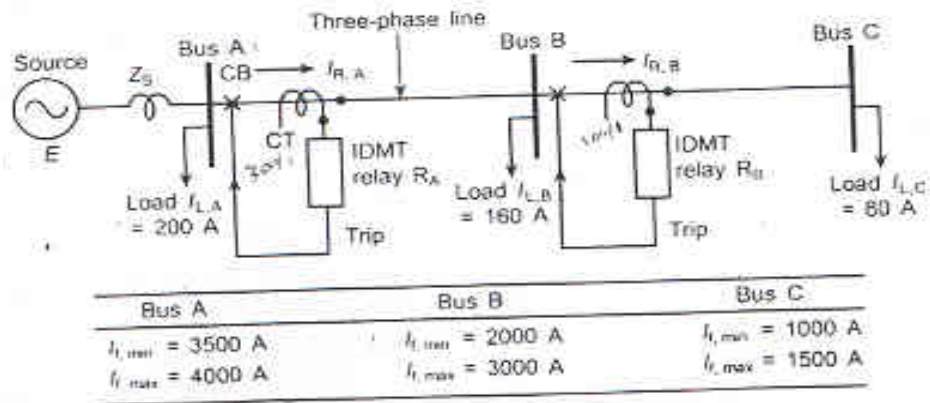 Three-phase line
Bus A
Bus B
Bus C
Source
Z_S
CB
I_R, A
I_R, B
E
CT
IDMT
relay R_A
IDMT
relay R_B
Load I_L,A
= 200 A
Load I_L,B
= 160 A
Load I_L,C
= 80 A
Trip
Trip
Bus A Bus B Bus C
I_f, min = 3500 A I_f, min = 2000 A I_f, min = 1000 A
I_f, max = 4000 A I_f, max = 3000 A I_f, max = 1500 A